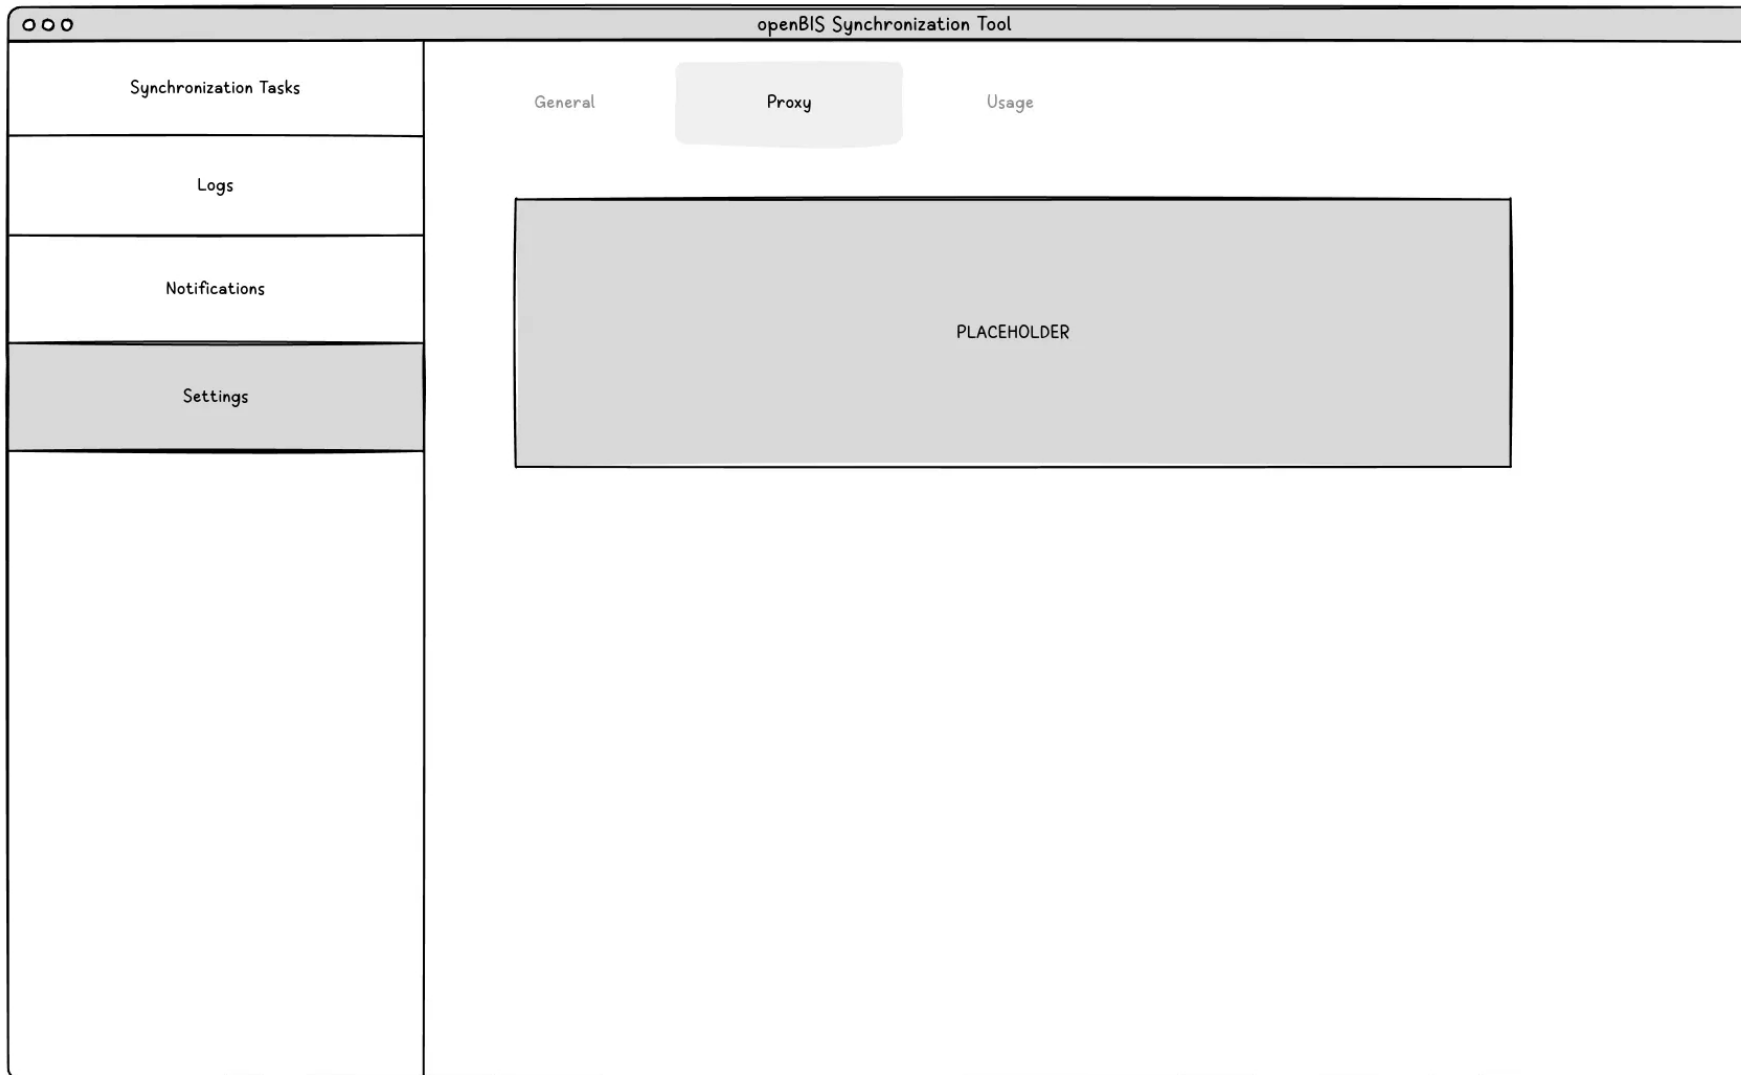 openBIS Synchronization Tool
Synchronization Tasks
Logs
Notifications
Settings
General
Proxy
Usage
PLACEHOLDER